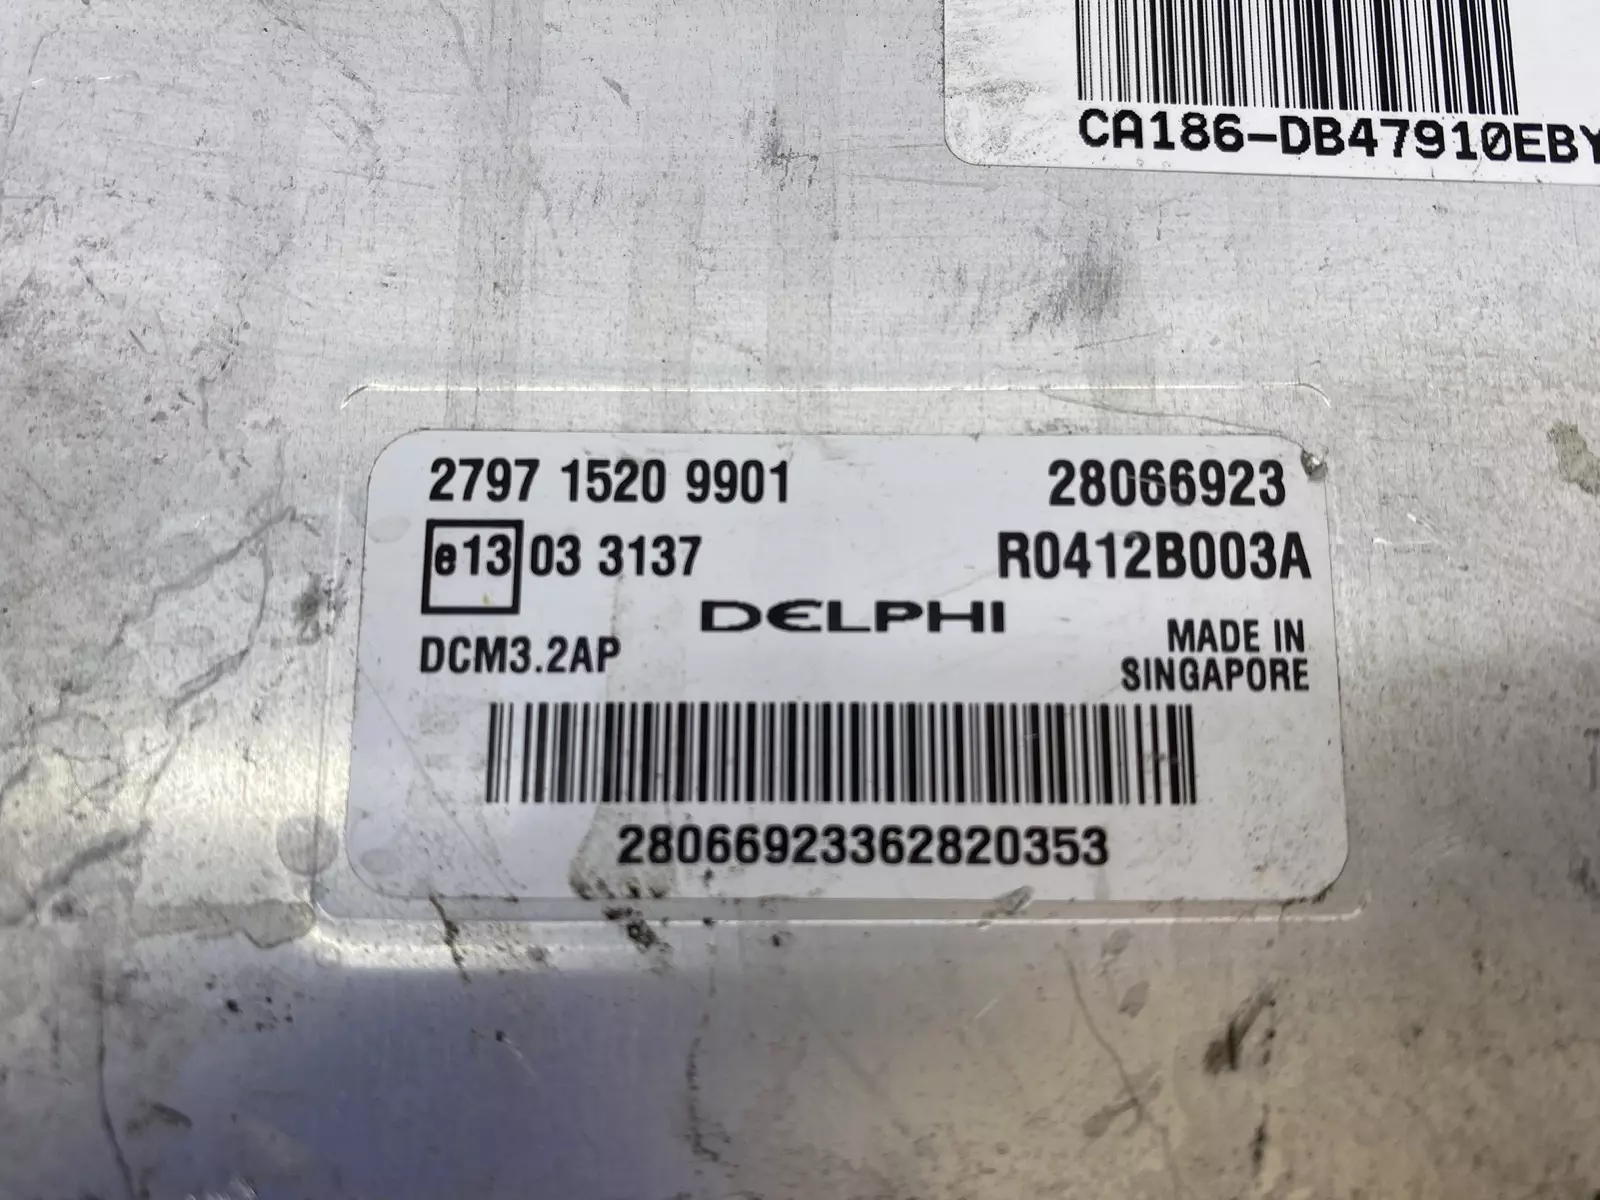 CA186-DB47910EBY
2797 1520 9901 28066923
e13 03 3137 R0412B003A
DELPHI
DCM3.2AP MADE IN
SINGAPORE
28066923362820353